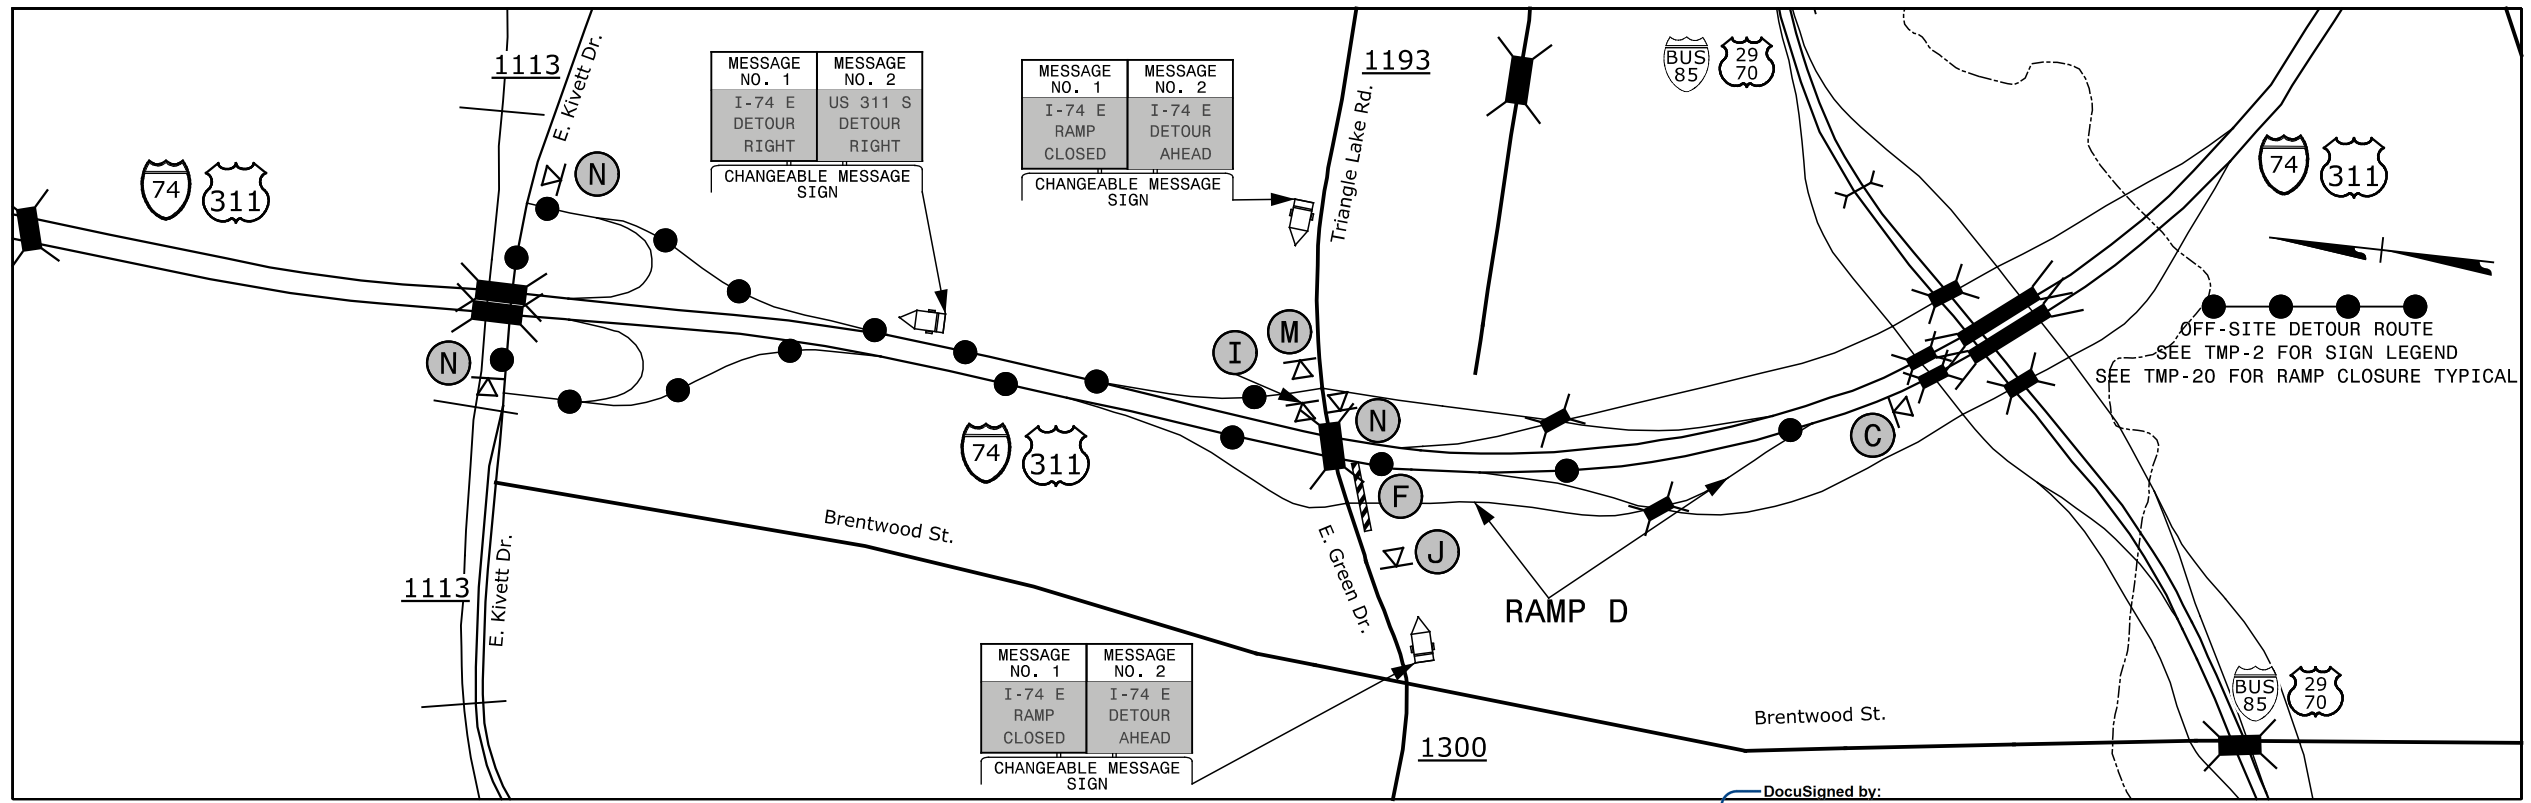 1113
E. Kivett Dr.
MESSAGE NO. 1
MESSAGE NO. 2
I-74 E
DETOUR
RIGHT
US 311 S
DETOUR
RIGHT
CHANGEABLE MESSAGE
SIGN
MESSAGE NO. 1
MESSAGE NO. 2
I-74 E
RAMP
CLOSED
I-74 E
DETOUR
AHEAD
CHANGEABLE MESSAGE
SIGN
1193
Triangle Lake Rd.
BUS
85
29
70
74
311
N
74
311
OFF-SITE DETOUR ROUTE
SEE TMP-2 FOR SIGN LEGEND
SEE TMP-20 FOR RAMP CLOSURE TYPICAL
N
I
M
N
C
74
311
F
J
Brentwood St.
E. Green Dr.
RAMP D
1113
E. Kivett Dr.
MESSAGE NO. 1
MESSAGE NO. 2
I-74 E
RAMP
CLOSED
I-74 E
DETOUR
AHEAD
CHANGEABLE MESSAGE
SIGN
1300
Brentwood St.
BUS
85
29
70
DocuSigned by: